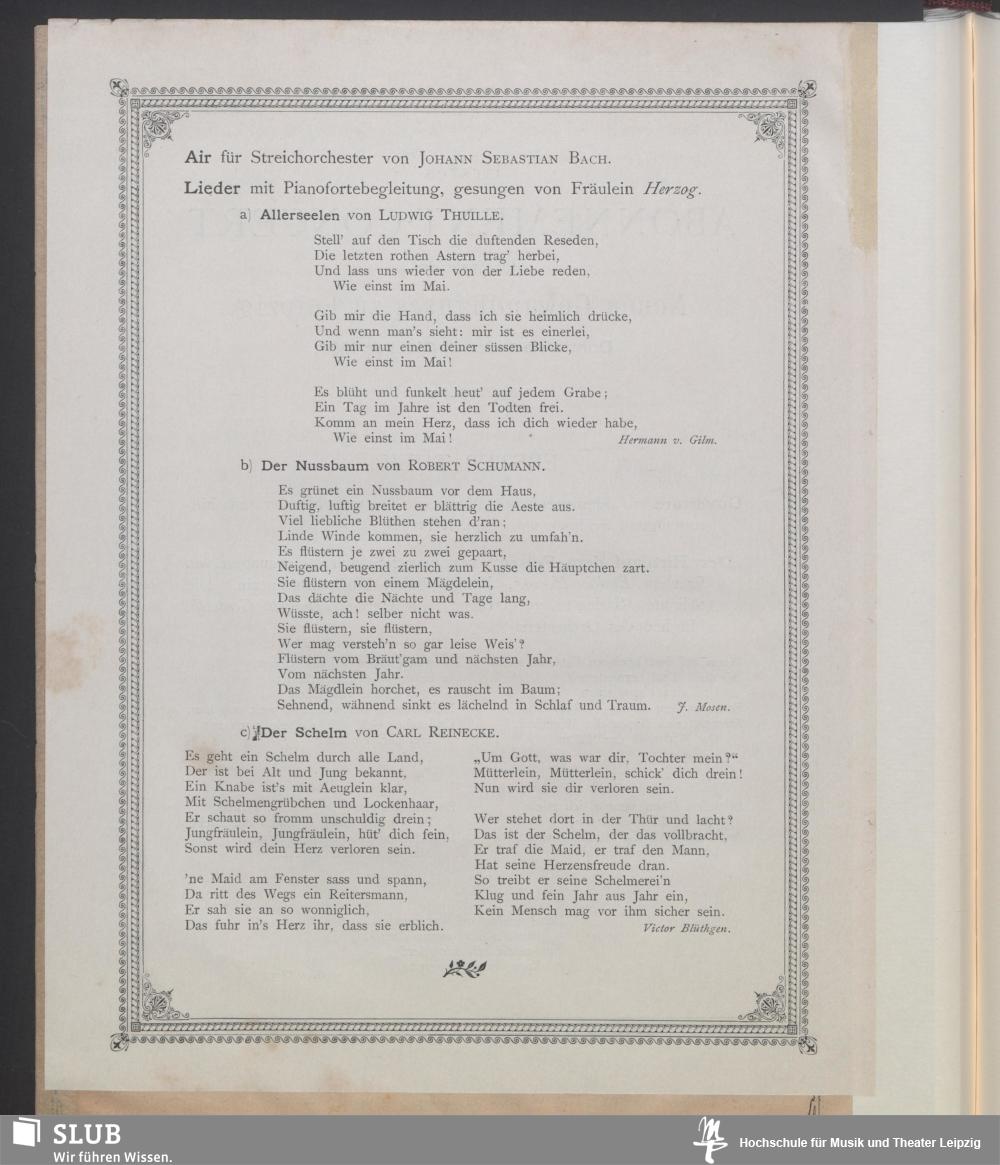 Air für Streichorchester von JOHANN SEBASTIAN BACH.
Lieder mit Pianofortebegleitung, gesungen von Fräulein Herzog.
a) Allerseelen von LUDWIG THUILLE.
Stell' auf den Tisch die duftenden Reseden,
Die letzten rothen Astern trag' herbei,
Und lass uns wieder von der Liebe reden,
Wie einst im Mai.
Gib mir die Hand, dass ich sie heimlich drücke,
Und wenn man's sieht: mir ist es einerlei,
Gib mir nur einen deiner süssen Blicke,
Wie einst im Mai!
Es blüht und funkelt heut' auf jedem Grabe;
Ein Tag im Jahre ist den Todten frei.
Komm an mein Herz, dass ich dich wieder habe,
Wie einst im Mai! Hermann v. Gilm.
b) Der Nussbaum von ROBERT SCHUMANN.
Es grünet ein Nussbaum vor dem Haus,
Duftig, luftig breitet er blättrig die Aeste aus.
Viel liebliche Blüthen stehen d'ran;
Linde Winde kommen, sie herzlich zu umfah'n.
Es flüstern je zwei zu zwei gepaart,
Neigend, beugend zierlich zum Kusse die Häuptchen zart.
Sie flüstern von einem Mägdelein,
Das dächte die Nächte und Tage lang,
Wüsste, ach! selber nicht was.
Sie flüstern, sie flüstern,
Wer mag versteh'n so gar leise Weis'?
Flüstern vom Bräut'gam und nächsten Jahr,
Vom nächsten Jahr.
Das Mägdlein horchet, es rauscht im Baum;
Sehnend, wähnend sinkt es lächelnd in Schlaf und Traum. J. Mosen.
c) Der Schelm von CARL REINECKE.
Es geht ein Schelm durch alle Land,
Der ist bei Alt und Jung bekannt,
Ein Knabe ist's mit Aeuglein klar,
Mit Schelmengrübchen und Lockenhaar,
Er schaut so fromm unschuldig drein;
Jungfräulein, Jungfräulein, hüt' dich fein,
Sonst wird dein Herz verloren sein.
'ne Maid am Fenster sass und spann,
Da ritt des Wegs ein Reitersmann,
Er sah sie an so wonniglich,
Das fuhr in's Herz ihr, dass sie erblich.
„Um Gott, was war dir, Tochter mein?“
Mütterlein, Mütterlein, schick' dich drein!
Nun wird sie dir verloren sein.
Wer stehet dort in der Thür und lacht?
Das ist der Schelm, der das vollbracht,
Er traf die Maid, er traf den Mann,
Hat seine Herzensfreude dran.
So treibt er seine Schelmerei'n
Klug und fein Jahr aus Jahr ein,
Kein Mensch mag vor ihm sicher sein.
Victor Blüthgen.
SLUB
Wir führen Wissen.
Hochschule für Musik und Theater Leipzig